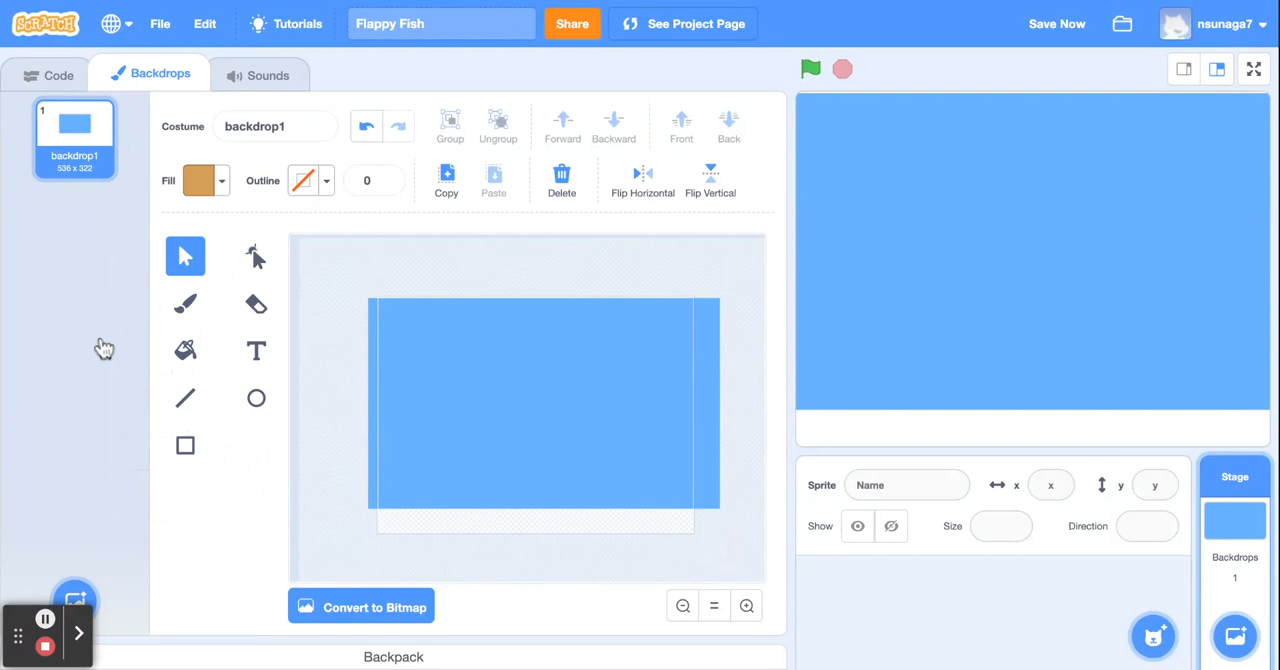 SCRATCH File Edit Tutorials Flappy Fish Share See Project Page Save Now nsunaga7
Code Backdrops Sounds
1
backdrop1
536 x 322
Costume backdrop1 Group Ungroup Forward Backward Front Back
Fill Outline 0 Copy Paste Delete Flip Horizontal Flip Vertical
T
Convert to Bitmap
Backpack
Sprite Name x x y y
Show Size Direction
Stage
Backdrops
1